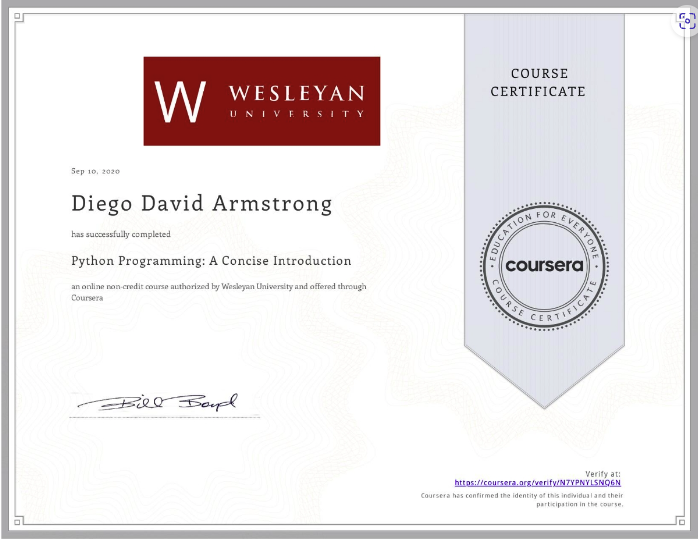 W WESLEYAN
UNIVERSITY
COURSE
CERTIFICATE
Sep 10, 2020
Diego David Armstrong
has successfully completed
Python Programming: A Concise Introduction
an online non-credit course authorized by Wesleyan University and offered through
Coursera
EDUCATION FOR EVERYONE
coursera
COURSE CERTIFICATE
Bill Boyd
Verify at:
https://coursera.org/verify/N7YPNYLSNQ6N
Coursera has confirmed the identity of this individual and their
participation in the course.